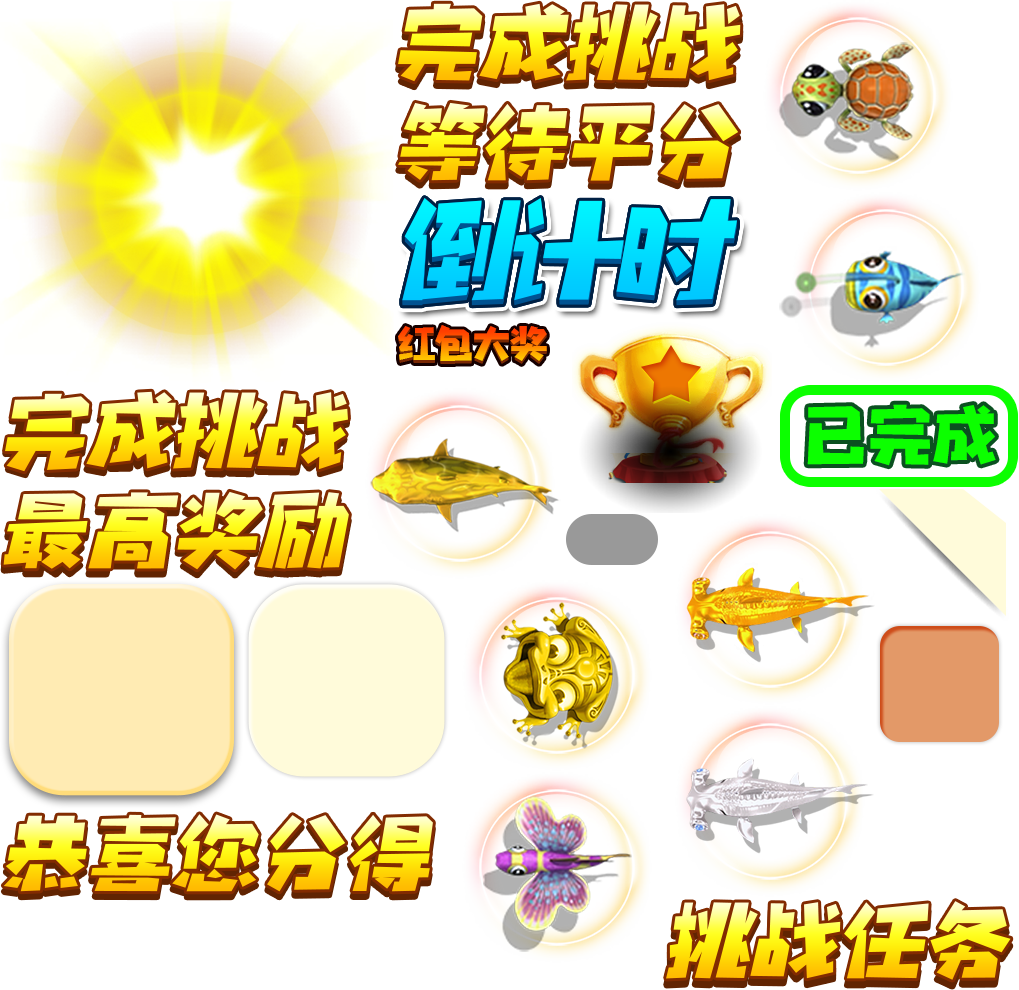 完成挑战
等待平分
倒计时
红包大奖
完成挑战
最高奖励
已完成
恭喜您分得
挑战任务